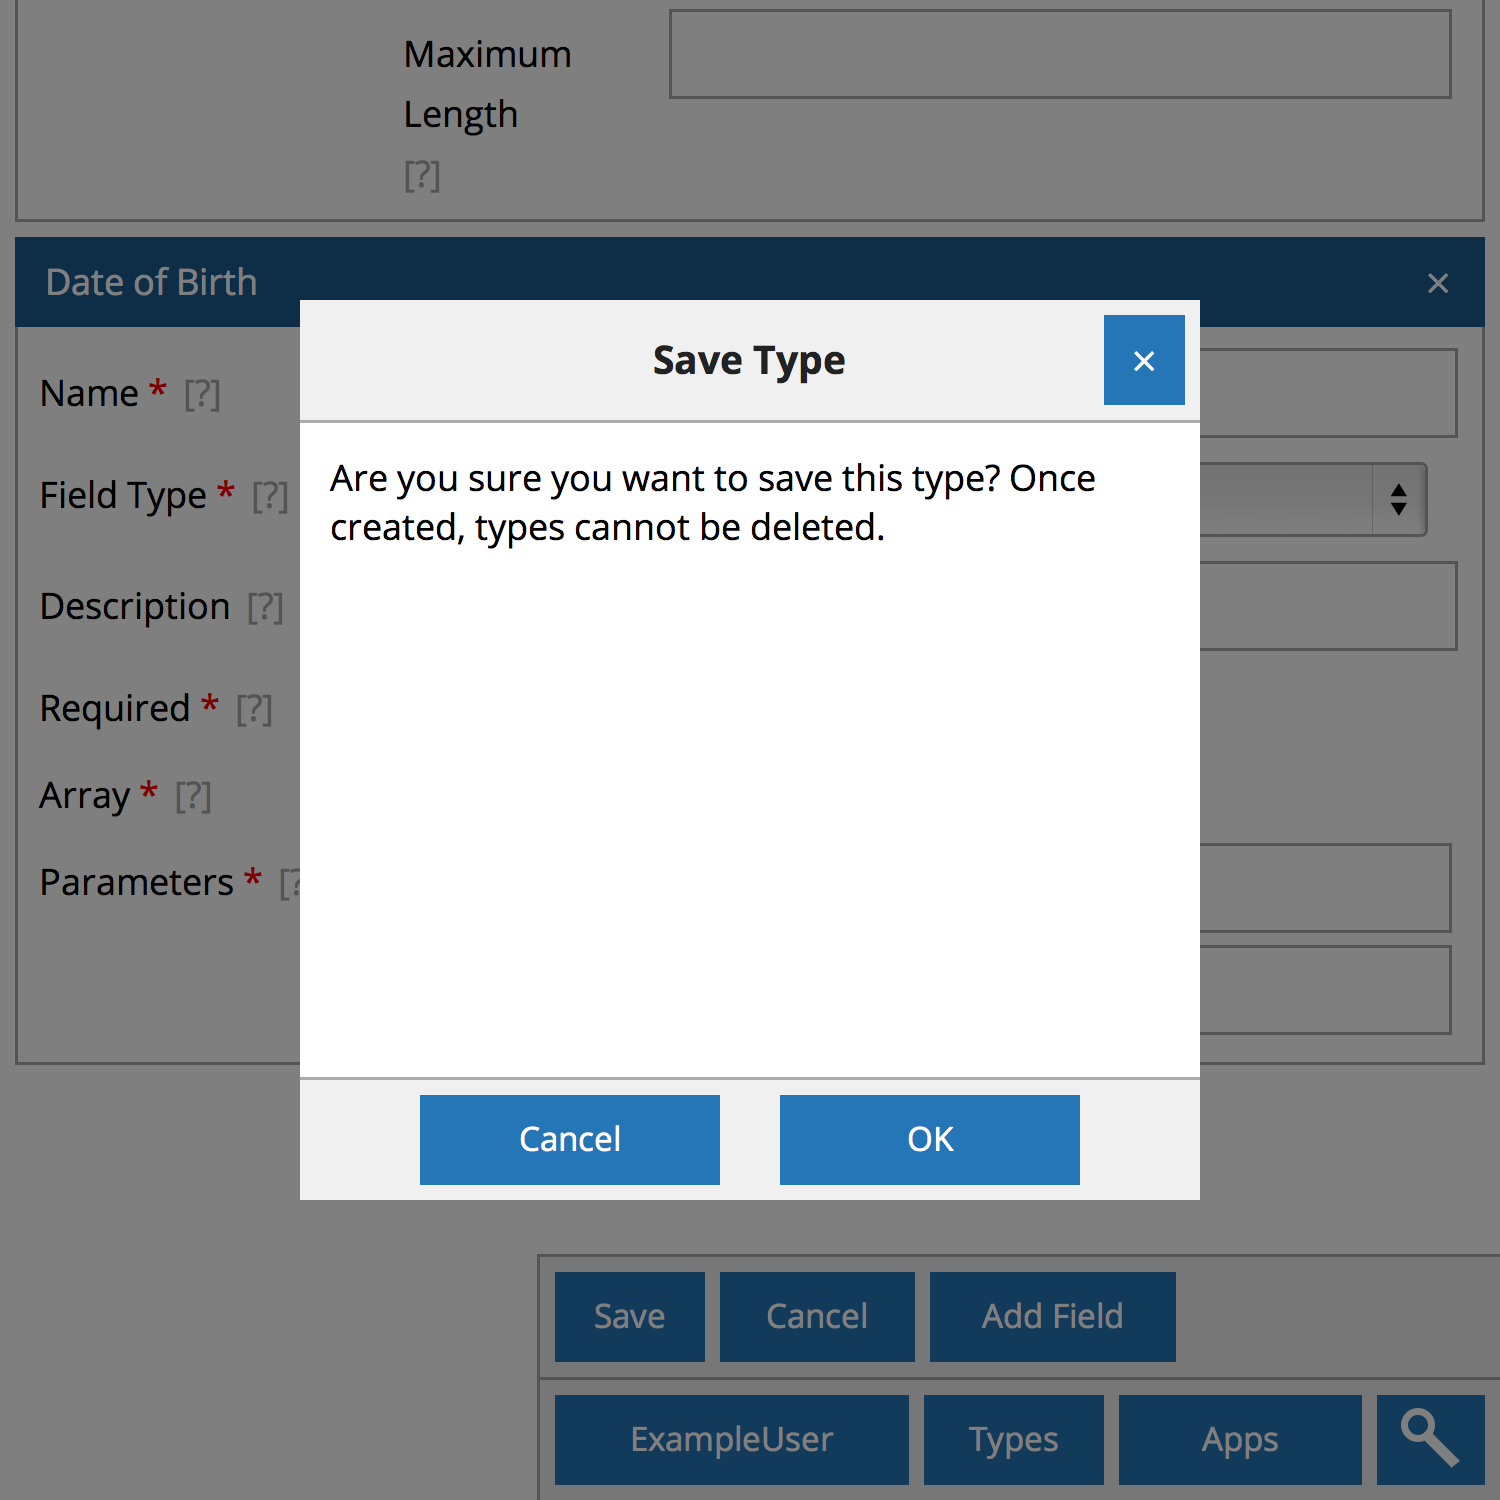 Maximum
Length
[?]
Date of Birth ×
Save Type ×
Name * [?]
Are you sure you want to save this type? Once
created, types cannot be deleted.
Field Type * [?]
Description [?]
Required * [?]
Array * [?]
Parameters * [?
Cancel OK
Save Cancel Add Field
ExampleUser Types Apps